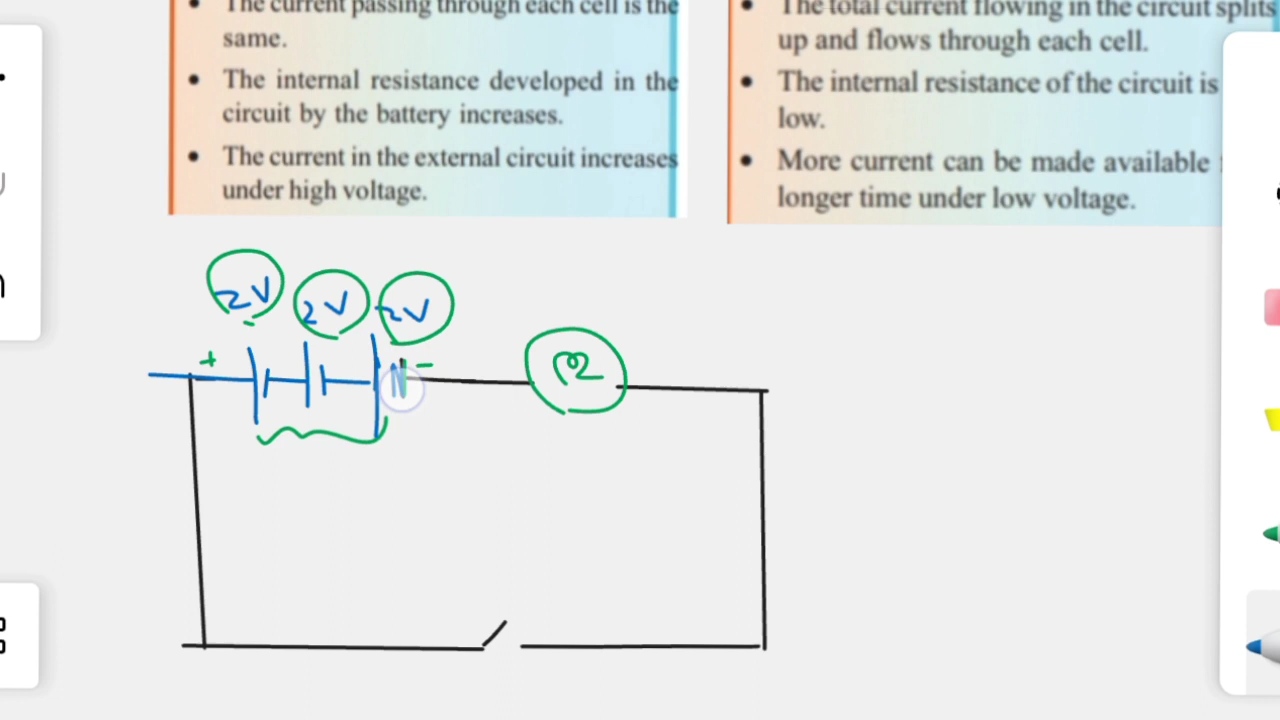 The current passing through each cell is the
same.
• The internal resistance developed in the
circuit by the battery increases.
• The current in the external circuit increases
under high voltage.
• The total current flowing in the circuit splits
up and flows through each cell.
• The internal resistance of the circuit is
low.
• More current can be made available
longer time under low voltage.
2V 2V 2V
+ -
R